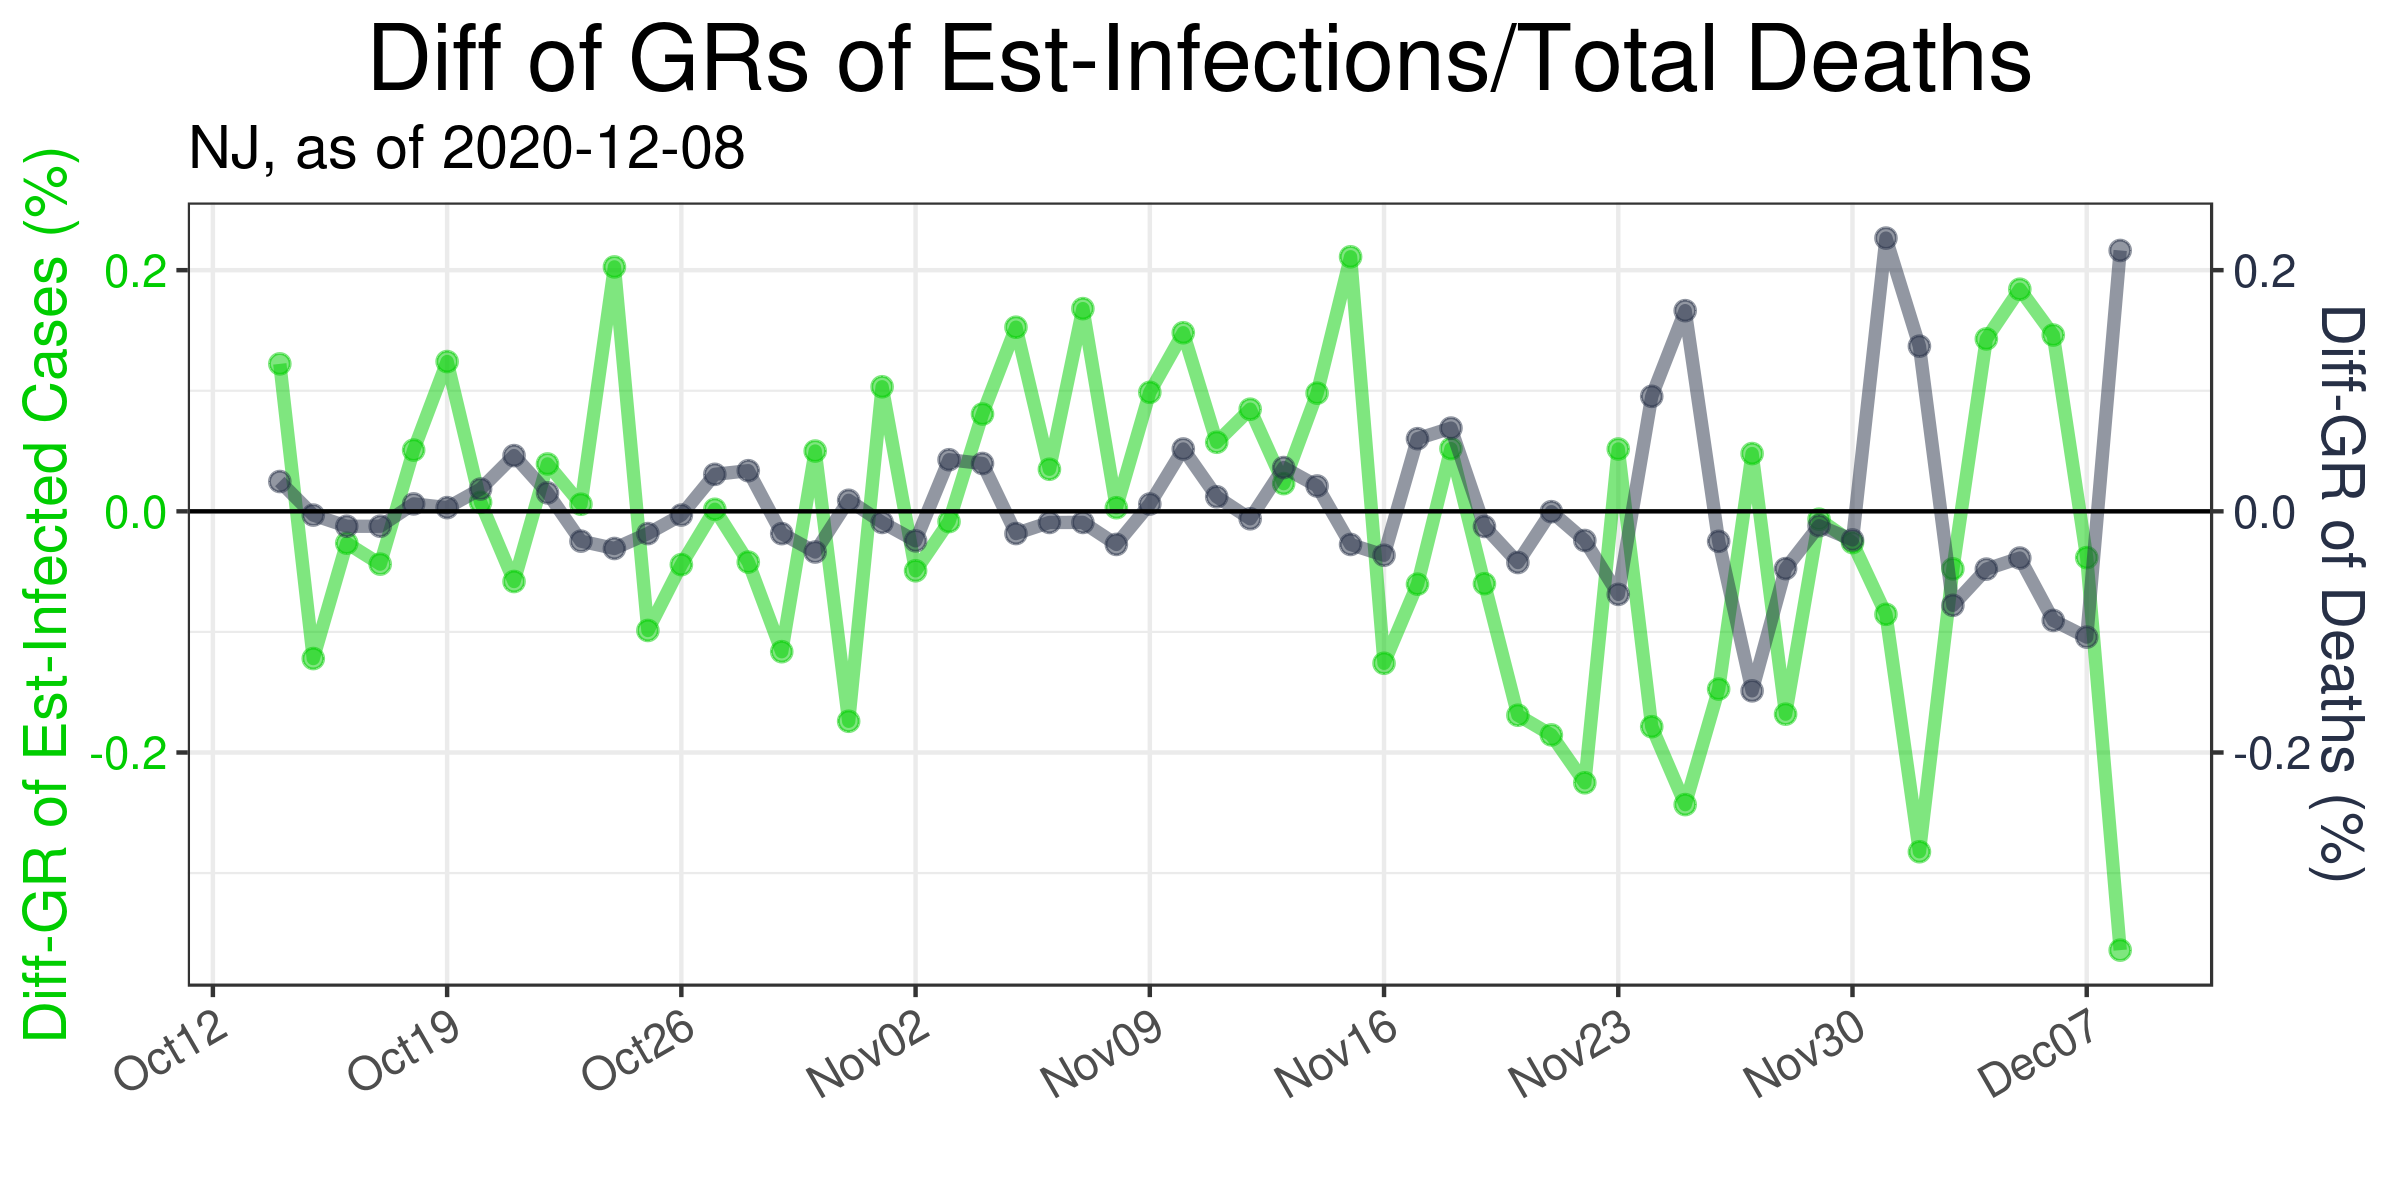 Diff of GRs of Est-Infections/Total Deaths
NJ, as of 2020-12-08
Diff-GR of Est-Infected Cases (%)
0.2
0.0
-0.2
0.2
0.0
-0.2
Diff-GR of Deaths (%)
Oct12
Oct19
Oct26
Nov02
Nov09
Nov16
Nov23
Nov30
Dec07